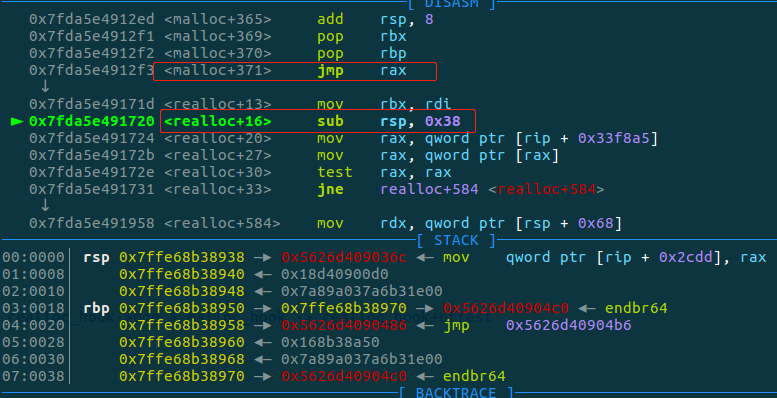 [ DISASM ]
0x7fda5e4912ed <malloc+365> add rsp, 8
0x7fda5e4912f1 <malloc+369> pop rbx
0x7fda5e4912f2 <malloc+370> pop rbp
0x7fda5e4912f3 <malloc+371> jmp rax
↓
0x7fda5e49171d <realloc+13> mov rbx, rdi
► 0x7fda5e491720 <realloc+16> sub rsp, 0x38
0x7fda5e491724 <realloc+20> mov rax, qword ptr [rip + 0x33f8a5]
0x7fda5e49172b <realloc+27> mov rax, qword ptr [rax]
0x7fda5e49172e <realloc+30> test rax, rax
0x7fda5e491731 <realloc+33> jne realloc+584 <realloc+584>
↓
0x7fda5e491958 <realloc+584> mov rdx, qword ptr [rsp + 0x68]
[ STACK ]
00:0000│ rsp 0x7ffe68b38938 —▸ 0x5626d409036c ◂— mov qword ptr [rip + 0x2cdd], rax
01:0008│ 0x7ffe68b38940 ◂— 0x18d40900d0
02:0010│ 0x7ffe68b38948 ◂— 0x7a89a037a6b31e00
03:0018│ rbp 0x7ffe68b38950 —▸ 0x7ffe68b38970 —▸ 0x5626d40904c0 ◂— endbr64
04:0020│ 0x7ffe68b38958 —▸ 0x5626d4090486 ◂— jmp 0x5626d40904b6
05:0028│ 0x7ffe68b38960 ◂— 0x168b38a50
06:0030│ 0x7ffe68b38968 ◂— 0x7a89a037a6b31e00
07:0038│ 0x7ffe68b38970 —▸ 0x5626d40904c0 ◂— endbr64
[ BACKTRACE ]